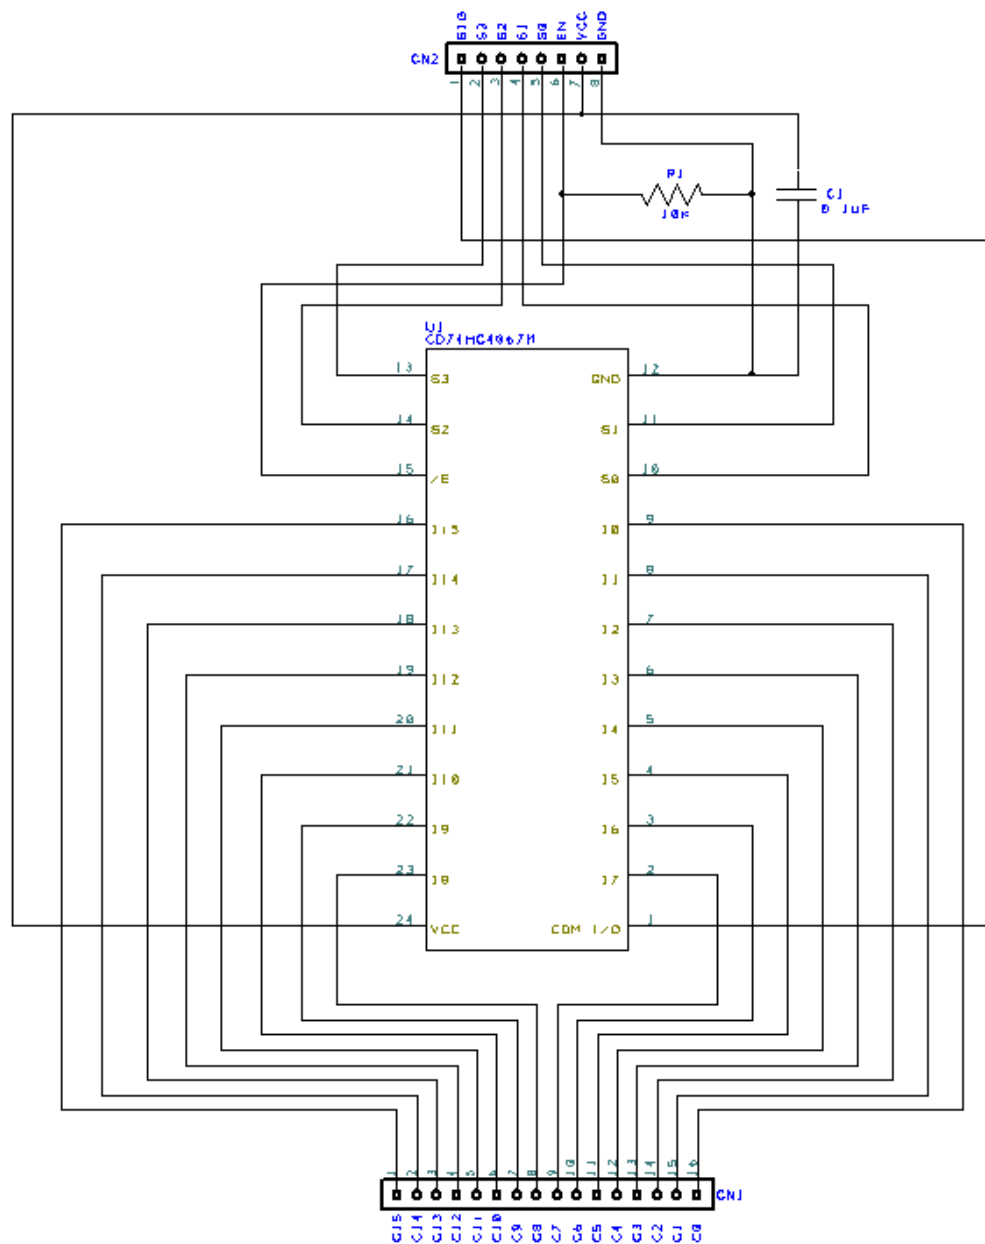 SIG S3 S2 S1 S0 EN VCC GND
CN2
1 2 3 4 5 6 7 8
R1
10K
C1
0.1uF
U1
CD74HC4067M
13 S3 GND 12
14 S2 S1 11
15 /E S0 10
16 I15 I0 9
17 I14 I1 8
18 I13 I2 7
19 I12 I3 6
20 I11 I4 5
21 I10 I5 4
22 I9 I6 3
23 I8 I7 2
24 VCC COM I/O 1
1 2 3 4 5 6 7 8 9 10 11 12 13 14 15 16
CN1
C15 C14 C13 C12 C11 C10 C9 C8 C7 C6 C5 C4 C3 C2 C1 C0